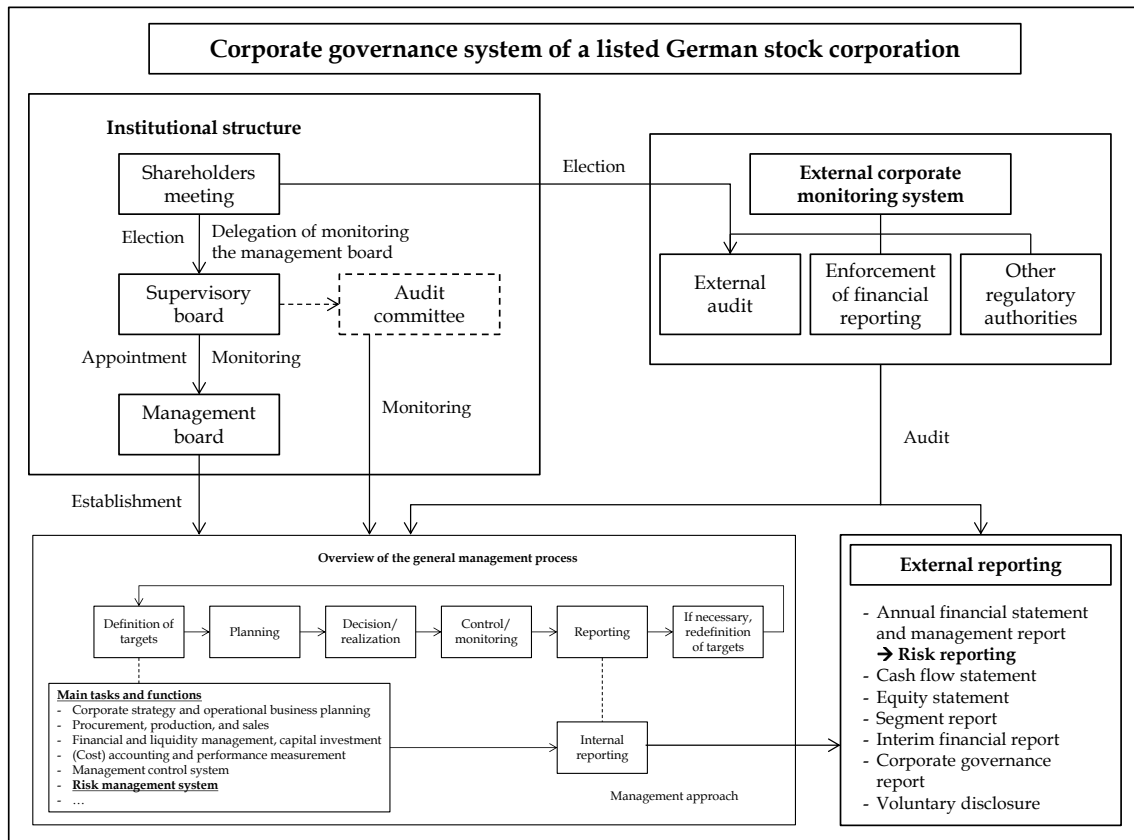 Corporate governance system of a listed German stock corporation
Institutional structure
Shareholders
meeting
Election
Delegation of monitoring
the management board
Supervisory
board
Audit
committee
Appointment
Monitoring
Management
board
Monitoring
Establishment
Election
External corporate
monitoring system
External
audit
Enforcement
of financial
reporting
Other
regulatory
authorities
Audit
Overview of the general management process
Definition of
targets
Planning
Decision/
realization
Control/
monitoring
Reporting
If necessary,
redefinition
of targets
Main tasks and functions
- Corporate strategy and operational business planning
- Procurement, production, and sales
- Financial and liquidity management, capital investment
- (Cost) accounting and performance measurement
- Management control system
- Risk management system
- …
Internal
reporting
Management approach
External reporting
- Annual financial statement
and management report
→ Risk reporting
- Cash flow statement
- Equity statement
- Segment report
- Interim financial report
- Corporate governance
report
- Voluntary disclosure